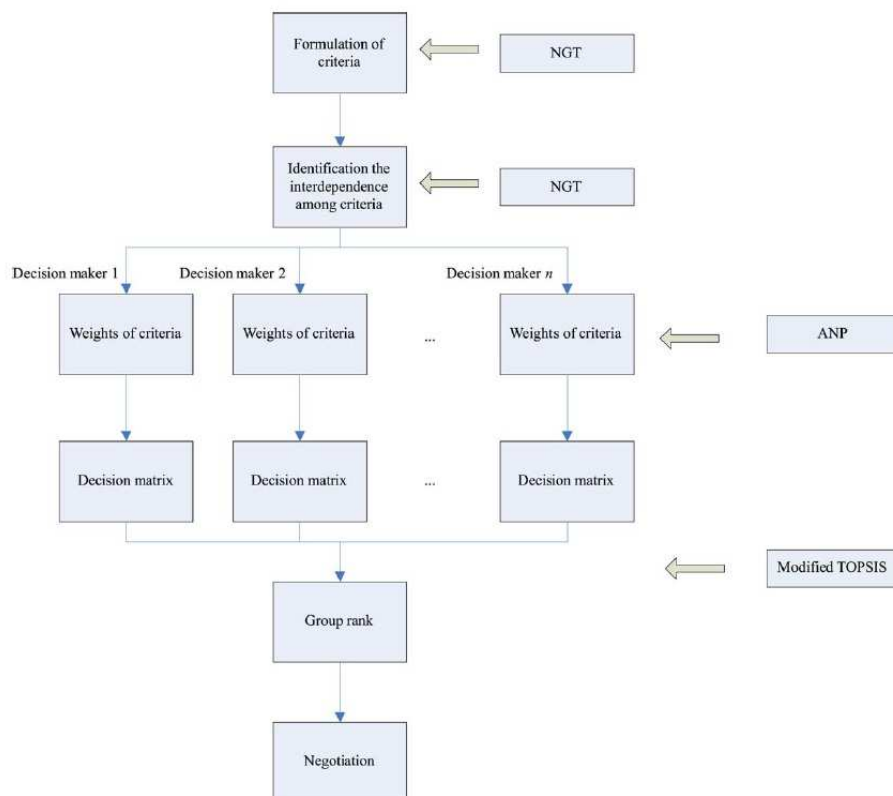 Formulation of
criteria
NGT
Identification the
interdependence
among criteria
NGT
Decision maker 1
Decision maker 2
Decision maker n
Weights of criteria
Weights of criteria
...
Weights of criteria
ANP
Decision matrix
Decision matrix
...
Decision matrix
Modified TOPSIS
Group rank
Negotiation